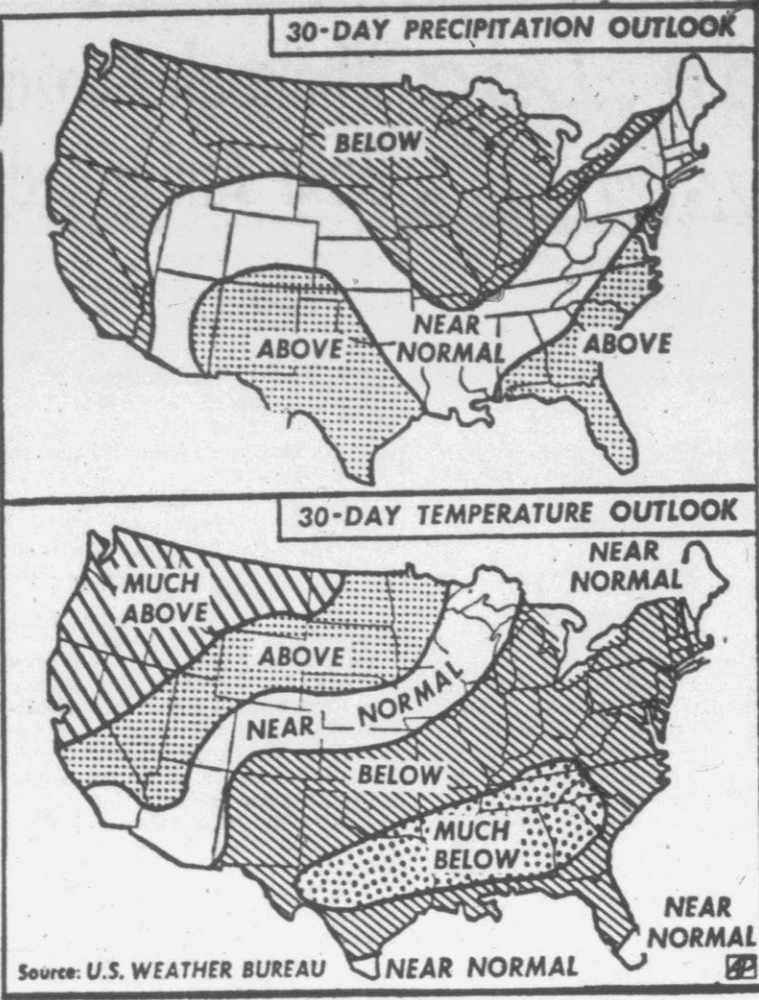 30-DAY PRECIPITATION OUTLOOK
BELOW
ABOVE
NEAR
NORMAL
ABOVE
30-DAY TEMPERATURE OUTLOOK
NEAR
NORMAL
MUCH
ABOVE
ABOVE
NEAR NORMAL
BELOW
MUCH
BELOW
NEAR
NORMAL
Source: U.S. WEATHER BUREAU
NEAR NORMAL
AP